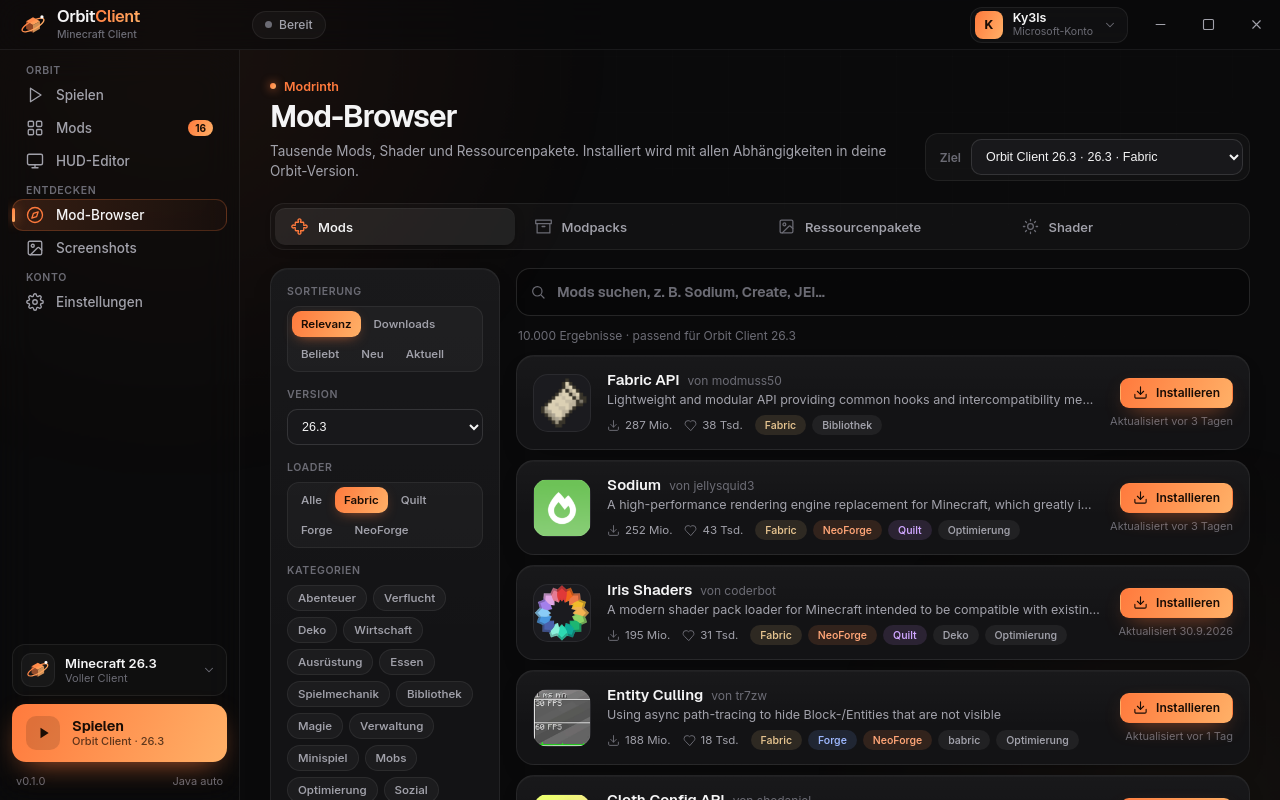 OrbitClient
Minecraft Client
Bereit
K
Ky3ls
Microsoft-Konto
ORBIT
Spielen
Mods
16
HUD-Editor
ENTDECKEN
Mod-Browser
Screenshots
KONTO
Einstellungen
Minecraft 26.3
Voller Client
Spielen
Orbit Client · 26.3
v0.1.0
Java auto
Modrinth
Mod-Browser
Tausende Mods, Shader und Ressourcenpakete. Installiert wird mit allen Abhängigkeiten in deine
Orbit-Version.
Ziel
Orbit Client 26.3 · 26.3 · Fabric
Mods
Modpacks
Ressourcenpakete
Shader
SORTIERUNG
Relevanz
Downloads
Beliebt
Neu
Aktuell
VERSION
26.3
LOADER
Alle
Fabric
Quilt
Forge
NeoForge
KATEGORIEN
Abenteuer
Verflucht
Deko
Wirtschaft
Ausrüstung
Essen
Spielmechanik
Bibliothek
Magie
Verwaltung
Minispiel
Mobs
Optimierung
Sozial
Mods suchen, z. B. Sodium, Create, JEI…
10.000 Ergebnisse · passend für Orbit Client 26.3
Fabric API von modmuss50
Lightweight and modular API providing common hooks and intercompatibility me…
287 Mio. 38 Tsd. Fabric Bibliothek
Installieren
Aktualisiert vor 3 Tagen
Sodium von jellysquid3
A high-performance rendering engine replacement for Minecraft, which greatly i…
252 Mio. 43 Tsd. Fabric NeoForge Quilt Optimierung
Installieren
Aktualisiert vor 3 Tagen
Iris Shaders von coderbot
A modern shader pack loader for Minecraft intended to be compatible with existin…
195 Mio. 31 Tsd. Fabric NeoForge Quilt Deko Optimierung
Installieren
Aktualisiert 30.9.2026
30 FPS
60 FPS
Entity Culling von tr7zw
Using async path-tracing to hide Block-/Entities that are not visible
188 Mio. 18 Tsd. Fabric Forge NeoForge babric Optimierung
Installieren
Aktualisiert vor 1 Tag
Cloth Config API von shedaniel